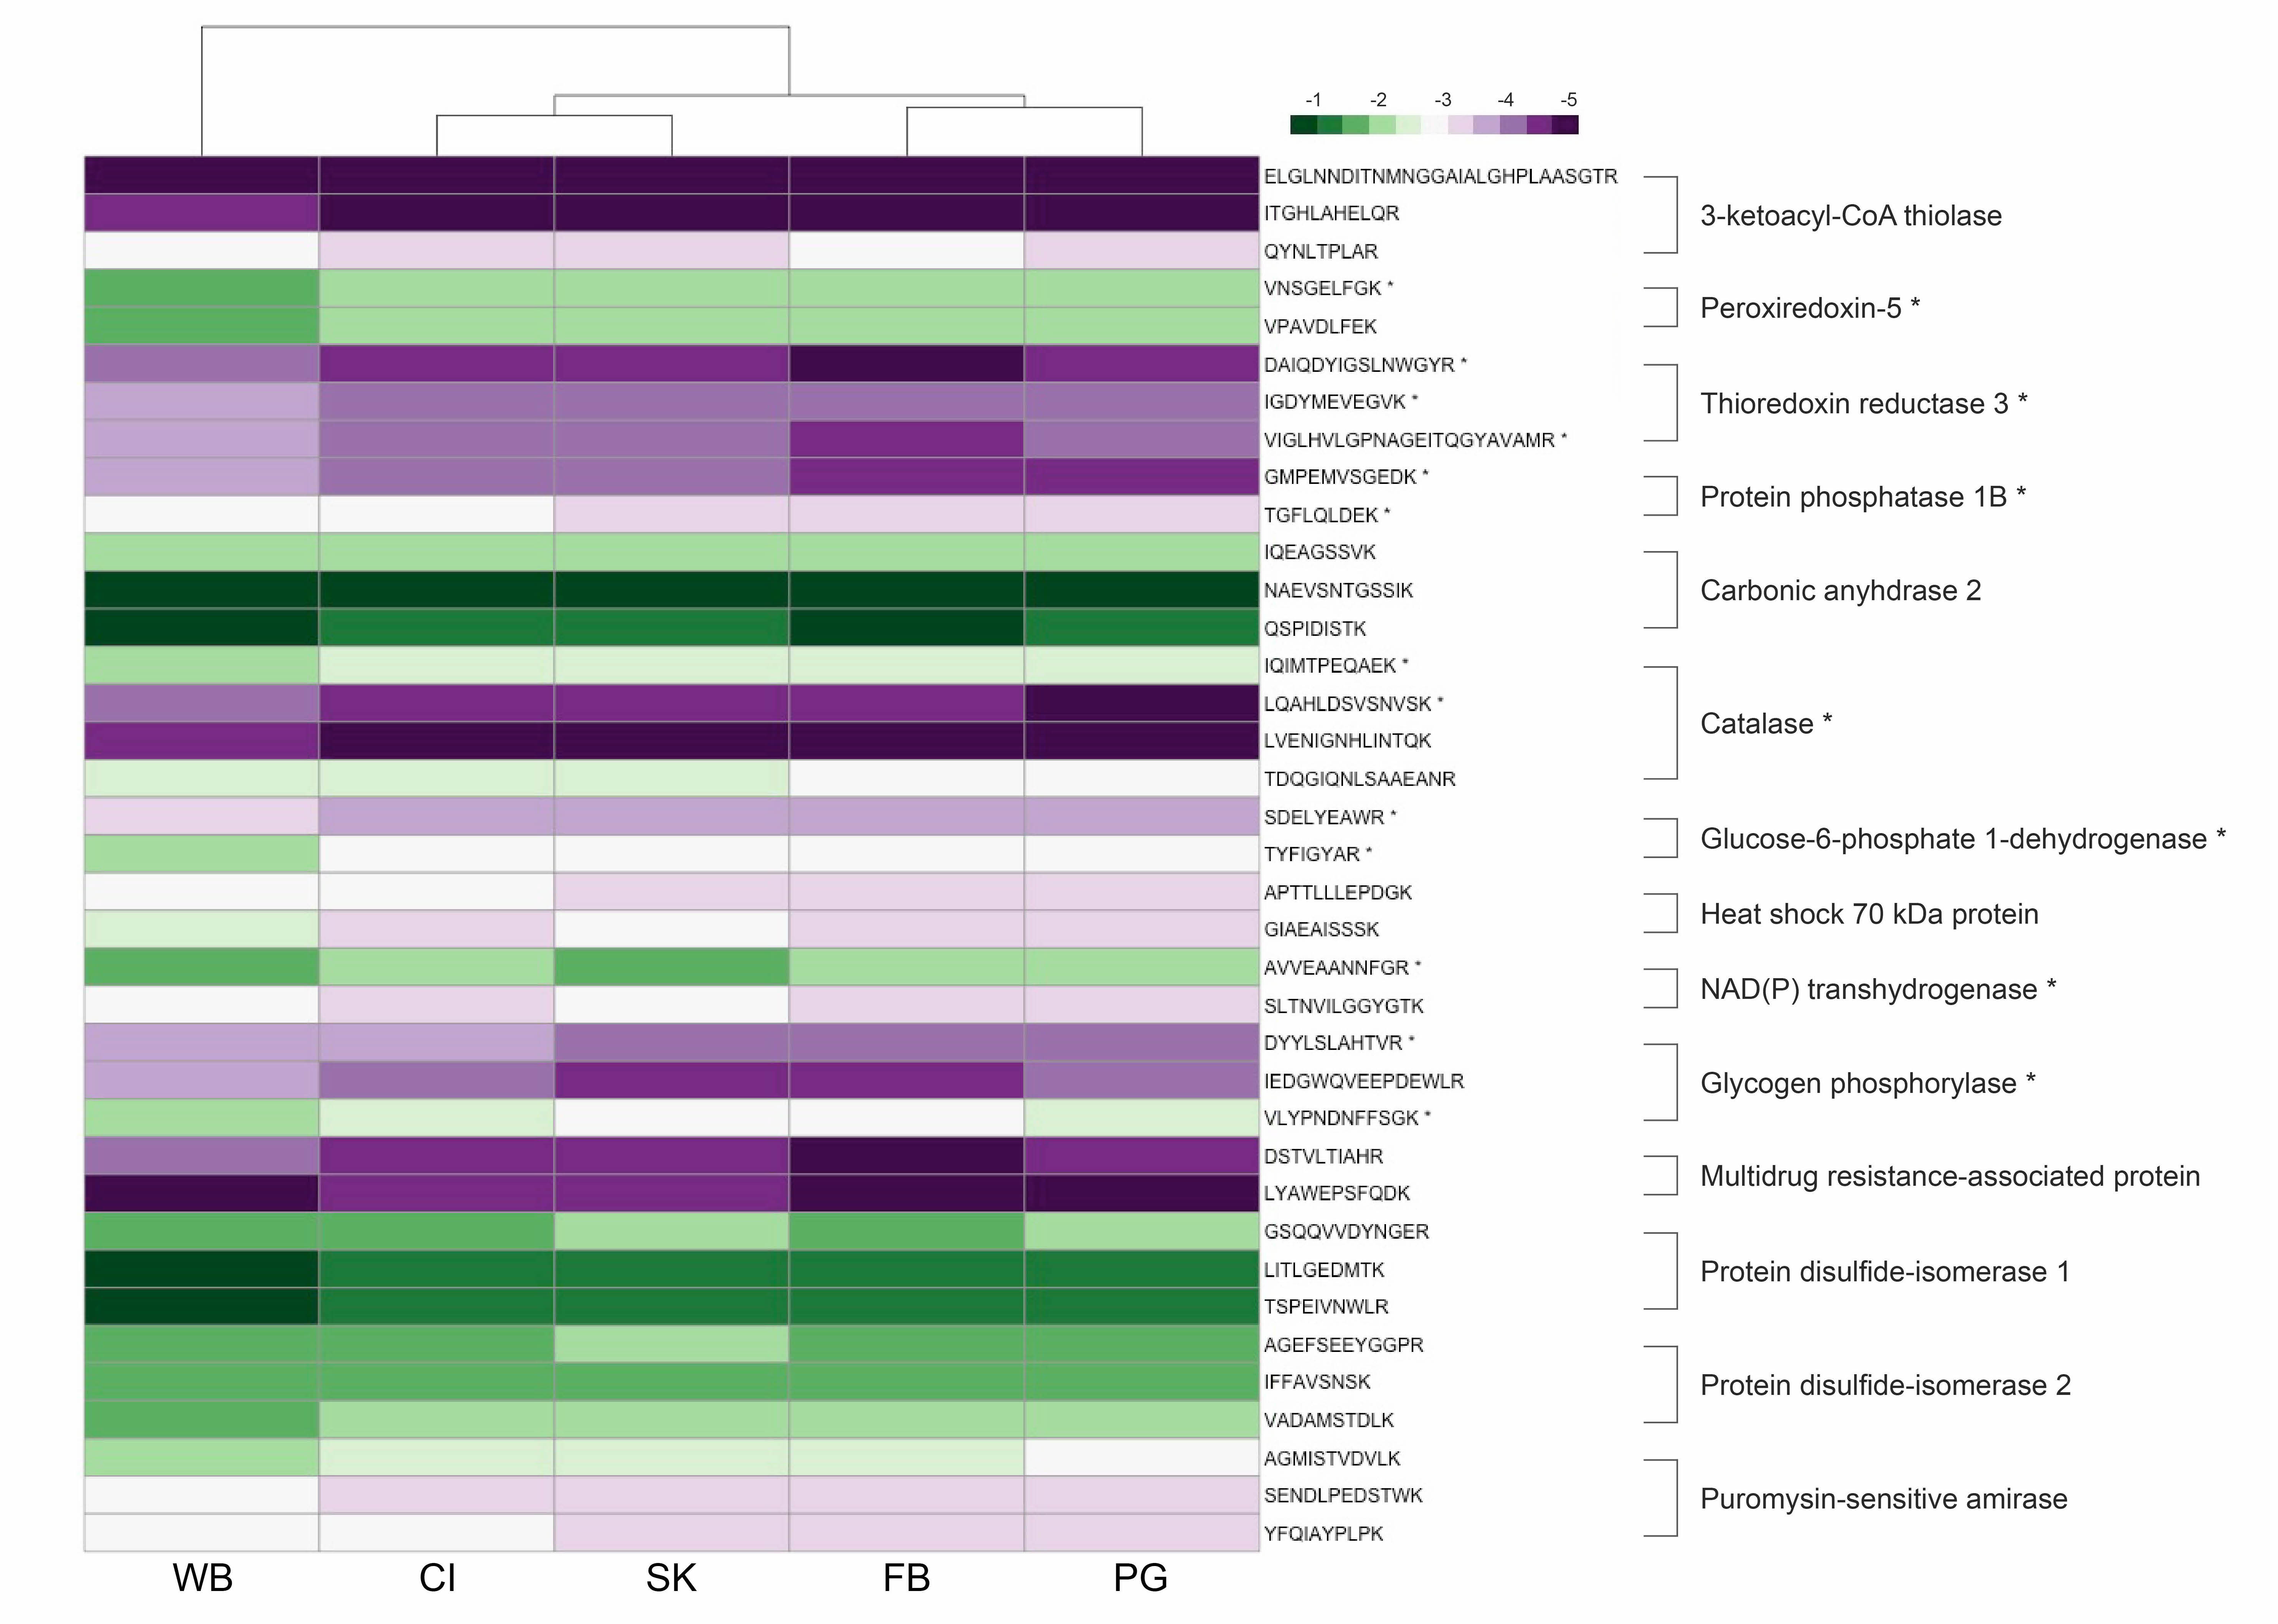 -1 -2 -3 -4 -5
ELGLNNDITNMNGGAIALGHPLAASGTR
ITGHLAHELQR
3-ketoacyl-CoA thiolase
QYNLTPLAR
VNSGELFGK *
Peroxiredoxin-5 *
VPAVDLFEK
DAIQDYIGSLNWGYR *
IGDYMEVEGVK *
Thioredoxin reductase 3 *
VIGLHVLGPNAGEITQGYAVAMR *
GMPEMVSGEDK *
Protein phosphatase 1B *
TGFLQLDEK *
IQEAGSSVK
NAEVSNTGSSIK
Carbonic anyhdrase 2
QSPIDISTK
IQIMTPEQAEK *
LQAHLDSVSNVSK *
Catalase *
LVENIGNHLINTQK
TDQGIQNLSAAEANR
SDELYEAWR *
Glucose-6-phosphate 1-dehydrogenase *
TYFIGYAR *
APTTLLLEPDGK
Heat shock 70 kDa protein
GIAEAISSSK
AVVEAANNFGR *
NAD(P) transhydrogenase *
SLTNVILGGYGTK
DYYLSLAHTVR *
IEDGWQVEEPDEWLR
Glycogen phosphorylase *
VLYPNDNFFSGK *
DSTVLTIAHR
Multidrug resistance-associated protein
LYAWEPSFQDK
GSQQVVDYNGER
LITLGEDMTK
Protein disulfide-isomerase 1
TSPEIVNWLR
AGEFSEEYGGPR
IFFAVSNSK
Protein disulfide-isomerase 2
VADAMSTDLK
AGMISTVDVLK
SENDLPEDSTWK
Puromysin-sensitive amirase
YFQIAYPLPK
WB CI SK FB PG